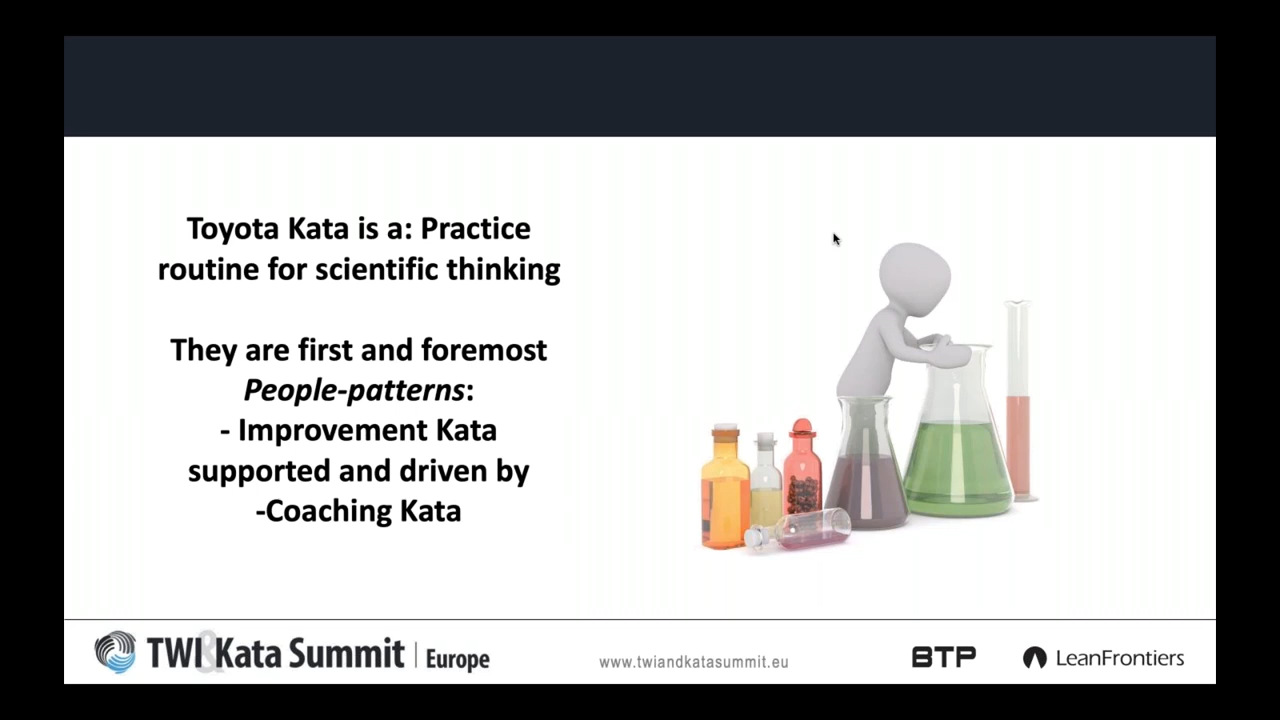 Toyota Kata is a: Practice
routine for scientific thinking
They are first and foremost
People-patterns:
- Improvement Kata
supported and driven by
-Coaching Kata
TWI&Kata Summit | Europe
www.twiandkatasummit.eu
BTP
LeanFrontiers